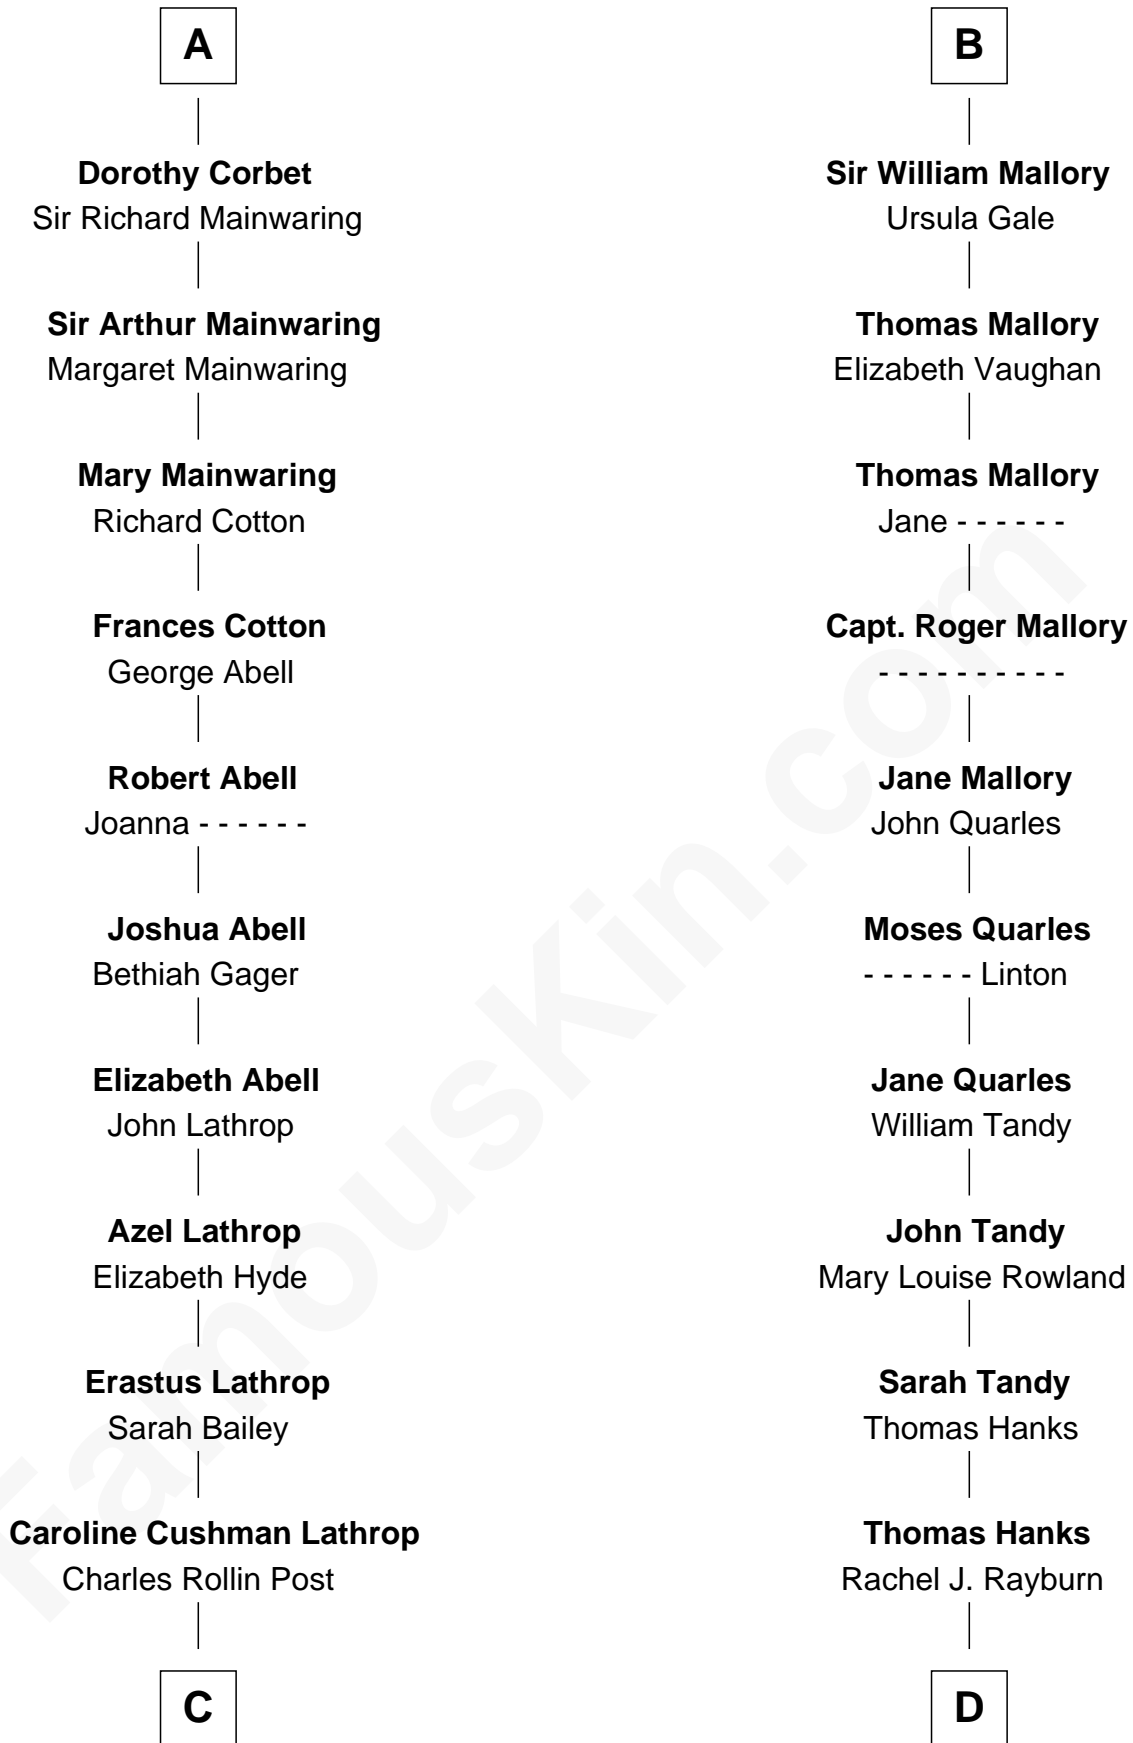 A
Dorothy Corbet
Sir Richard Mainwaring
Sir Arthur Mainwaring
Margaret Mainwaring
Mary Mainwaring
Richard Cotton
Frances Cotton
George Abell
Robert Abell
Joanna - - - - - -
Joshua Abell
Bethiah Gager
Elizabeth Abell
John Lathrop
Azel Lathrop
Elizabeth Hyde
Erastus Lathrop
Sarah Bailey
Caroline Cushman Lathrop
Charles Rollin Post
C
B
Sir William Mallory
Ursula Gale
Thomas Mallory
Elizabeth Vaughan
Thomas Mallory
Jane - - - - - -
Capt. Roger Mallory
- - - - - - - - - -
Jane Mallory
John Quarles
Moses Quarles
- - - - - - Linton
Jane Quarles
William Tandy
John Tandy
Mary Louise Rowland
Sarah Tandy
Thomas Hanks
Thomas Hanks
Rachel J. Rayburn
D
FamousKin.com